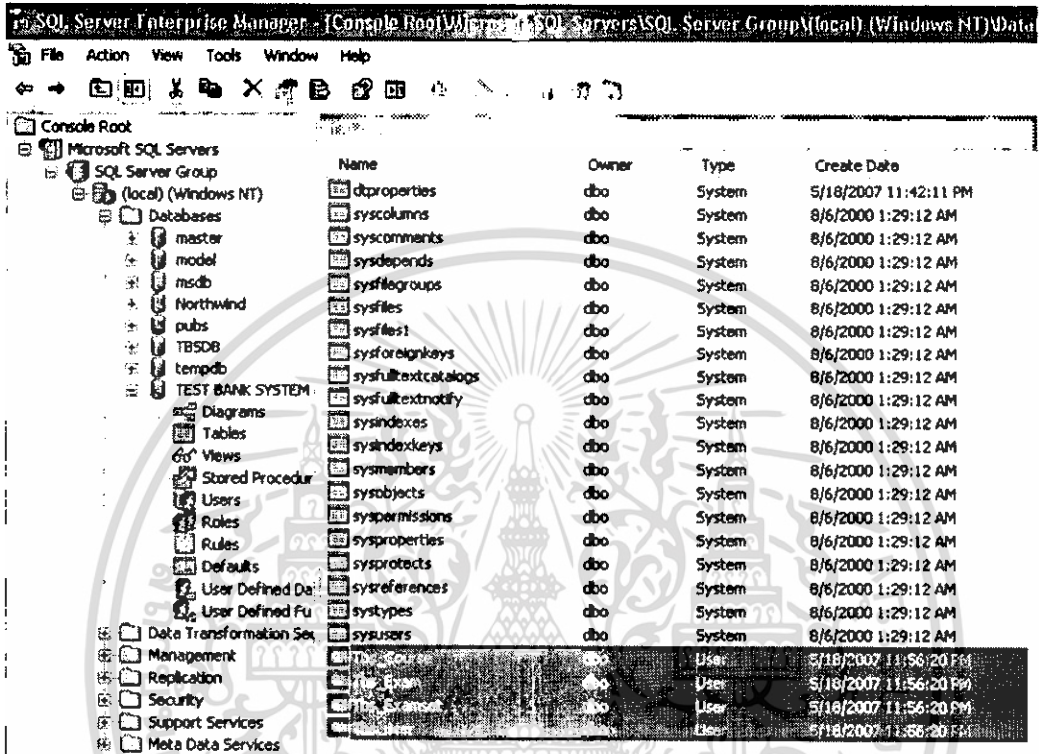 SQL Server Enterprise Manager - [Console Root\Microsoft SQL Servers\SQL Server Group\(local) (Windows NT)\Data
File Action View Tools Window Help
Console Root
Microsoft SQL Servers
SQL Server Group
(local) (Windows NT)
Databases
master
model
msdb
Northwind
pubs
TBSDB
tempdb
TEST BANK SYSTEM
Diagrams
Tables
Views
Stored Procedur
Users
Roles
Rules
Defaults
User Defined Da
User Defined Fu
Data Transformation Ser
Management
Replication
Security
Support Services
Meta Data Services
Name Owner Type Create Date
dtproperties dbo System 5/18/2007 11:42:11 PM
syscolumns dbo System 8/6/2000 1:29:12 AM
syscomments dbo System 8/6/2000 1:29:12 AM
sysdepends dbo System 8/6/2000 1:29:12 AM
sysfilegroups dbo System 8/6/2000 1:29:12 AM
sysfiles dbo System 8/6/2000 1:29:12 AM
sysfiles1 dbo System 8/6/2000 1:29:12 AM
sysforeignkeys dbo System 8/6/2000 1:29:12 AM
sysfulltextcatalogs dbo System 8/6/2000 1:29:12 AM
sysfulltextnotify dbo System 8/6/2000 1:29:12 AM
sysindexes dbo System 8/6/2000 1:29:12 AM
sysindexkeys dbo System 8/6/2000 1:29:12 AM
sysmembers dbo System 8/6/2000 1:29:12 AM
sysobjects dbo System 8/6/2000 1:29:12 AM
syspermissions dbo System 8/6/2000 1:29:12 AM
sysproperties dbo System 8/6/2000 1:29:12 AM
sysprotects dbo System 8/6/2000 1:29:12 AM
sysreferences dbo System 8/6/2000 1:29:12 AM
systypes dbo System 8/6/2000 1:29:12 AM
sysusers dbo System 8/6/2000 1:29:12 AM
dbo User 5/18/2007 11:56:20 PM
dbo User 5/18/2007 11:56:20 PM
Tbs_Examset dbo User 5/18/2007 11:56:20 PM
dbo User 5/18/2007 11:56:20 PM